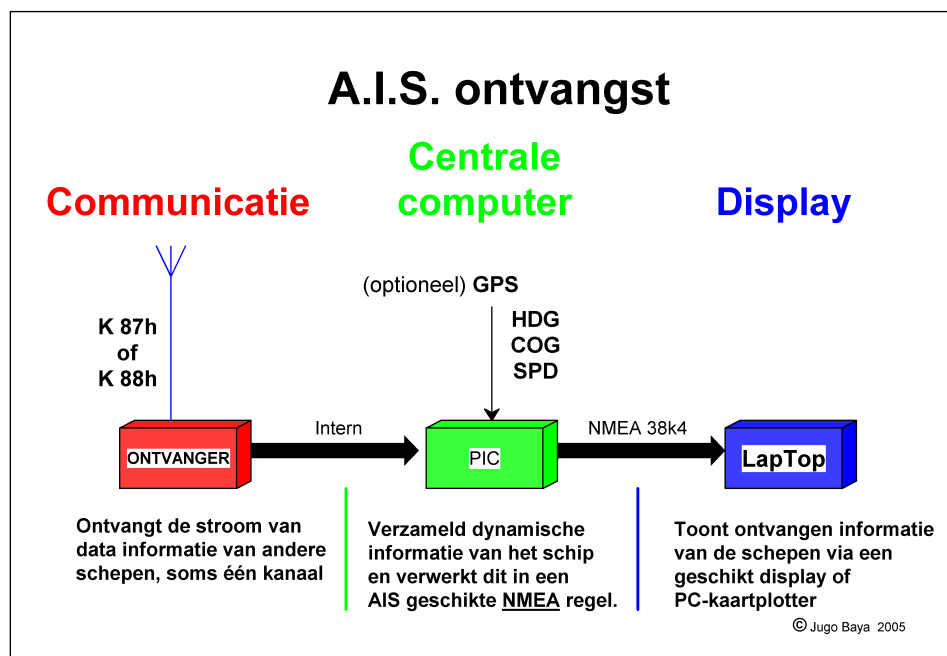 A.I.S. ontvangst
Communicatie
Centrale
computer
Display
K 87h
of
K 88h
(optioneel) GPS
HDG
COG
SPD
ONTVANGER
Intern
PIC
NMEA 38k4
LapTop
Ontvangt de stroom van
data informatie van andere
schepen, soms één kanaal
Verzameld dynamische
informatie van het schip
en verwerkt dit in een
AIS geschikte NMEA regel.
Toont ontvangen informatie
van de schepen via een
geschikt display of
PC-kaartplotter
© Jugo Baya 2005